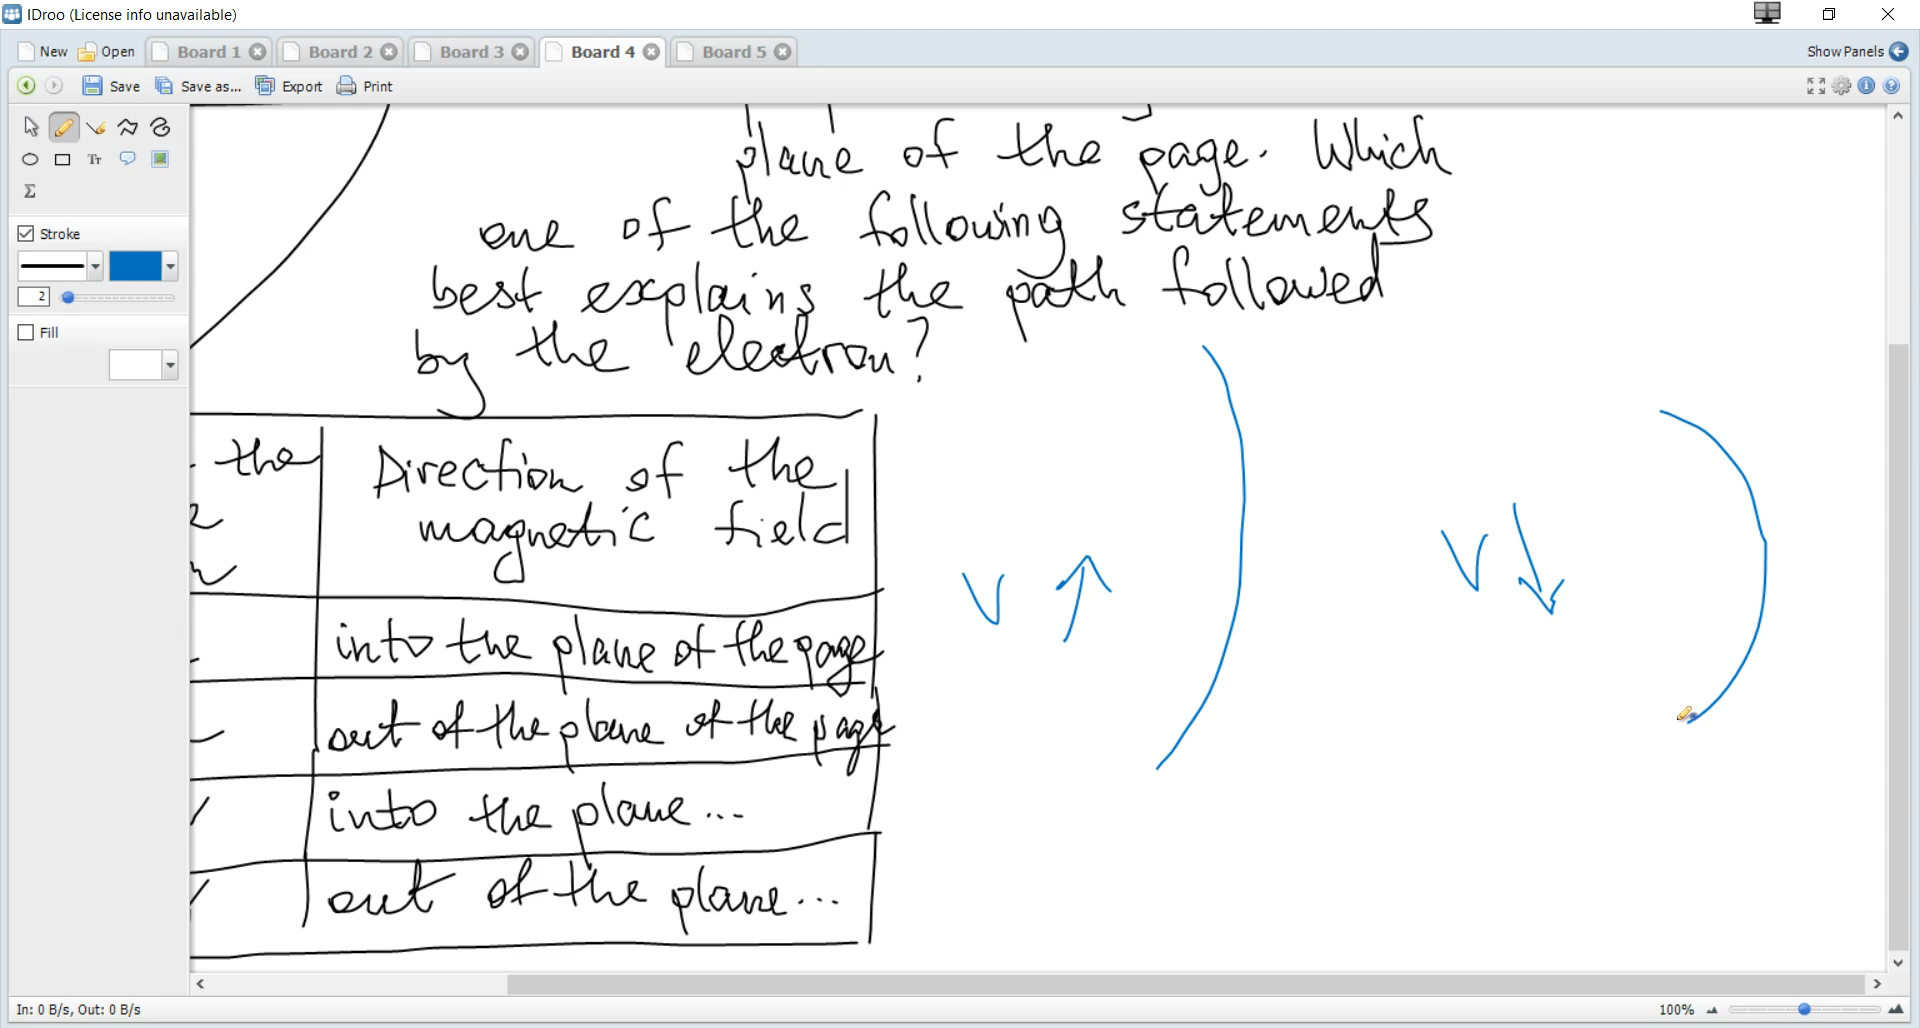 IDroo (License info unavailable)
New Open Board 1 Board 2 Board 3 Board 4 Board 5 Show Panels
Save Save as... Export Print
Tt
Σ
Stroke
2
Fill
plane of the page. Which
one of the following statements
best explains the path followed
by the electron?
the
Direction of the
magnetic field
into the plane of the page
out of the plane of the page
into the plane...
out of the plane...
V ↑
V ↓
In: 0 B/s, Out: 0 B/s
100%